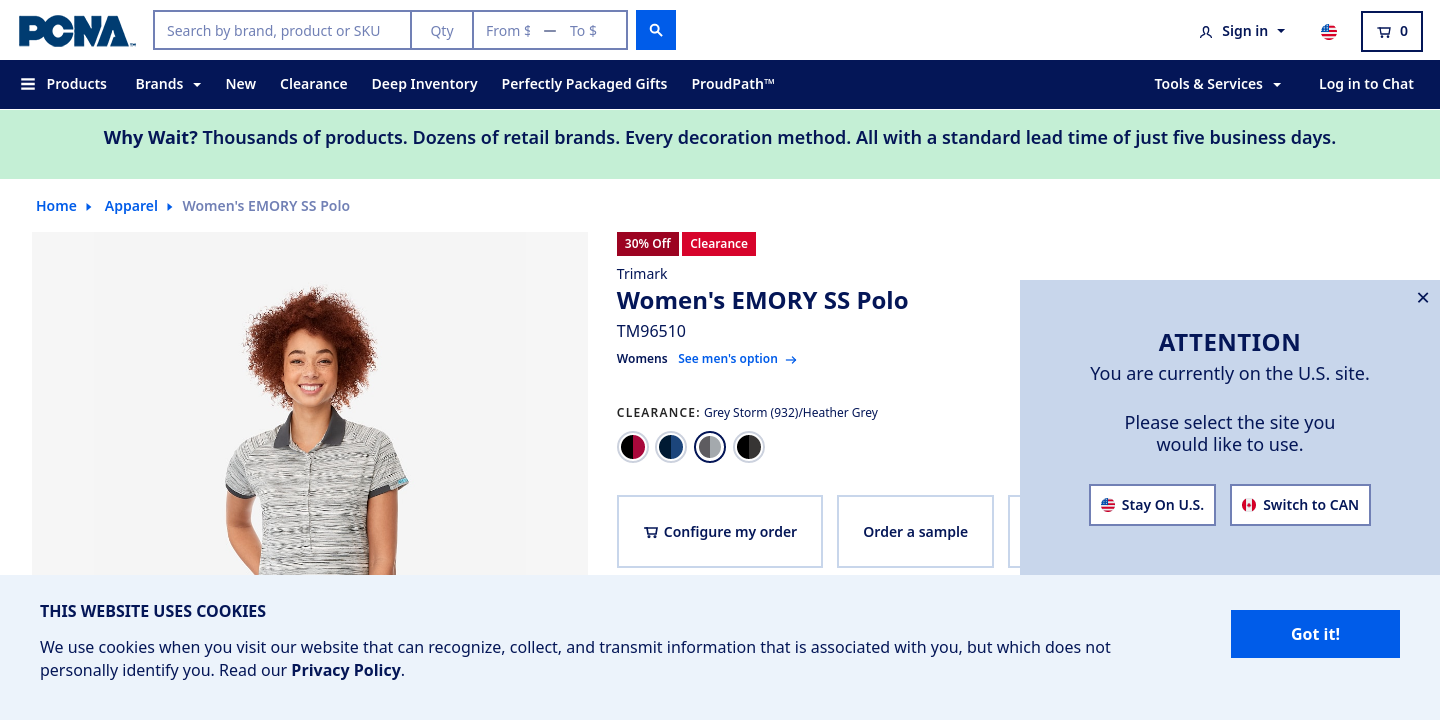 PCNA™
Search by brand, product or SKU
Qty
From $ — To $
Sign in
0
Products
Brands
New
Clearance
Deep Inventory
Perfectly Packaged Gifts
ProudPath™
Tools & Services
Log in to Chat
Why Wait? Thousands of products. Dozens of retail brands. Every decoration method. All with a standard lead time of just five business days.
Home
Apparel
Women's EMORY SS Polo
30% Off
Clearance
Trimark
Women's EMORY SS Polo
TM96510
Womens
See men's option
CLEARANCE: Grey Storm (932)/Heather Grey
Configure my order
Order a sample
ATTENTION
You are currently on the U.S. site.
Please select the site you
would like to use.
Stay On U.S.
Switch to CAN
THIS WEBSITE USES COOKIES
We use cookies when you visit our website that can recognize, collect, and transmit information that is associated with you, but which does not
personally identify you. Read our Privacy Policy.
Got it!